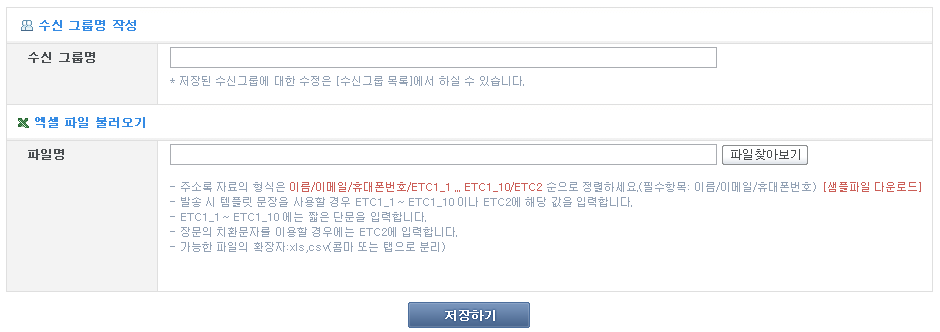 수신 그룹명 작성
수신 그룹명
* 저장된 수신그룹에 대한 수정은 [수신그룹 목록]에서 하실 수 있습니다.
엑셀 파일 불러오기
파일명
파일찾아보기
- 주소록 자료의 형식은 이름/이메일/휴대폰번호/ETC1_1 ... ETC1_10/ETC2 순으로 정렬하세요.(필수항목: 이름/이메일/휴대폰번호) [샘플파일 다운로드]
- 발송 시 템플릿 문장을 사용할 경우 ETC1_1 ~ ETC1_10 이나 ETC2에 해당 값을 입력합니다.
- ETC1_1 ~ ETC1_10 에는 짧은 단문을 입력합니다.
- 장문의 치환문자를 이용할 경우에는 ETC2에 입력합니다.
- 가능한 파일의 확장자:xls,csv(콤마 또는 탭으로 분리)
저장하기